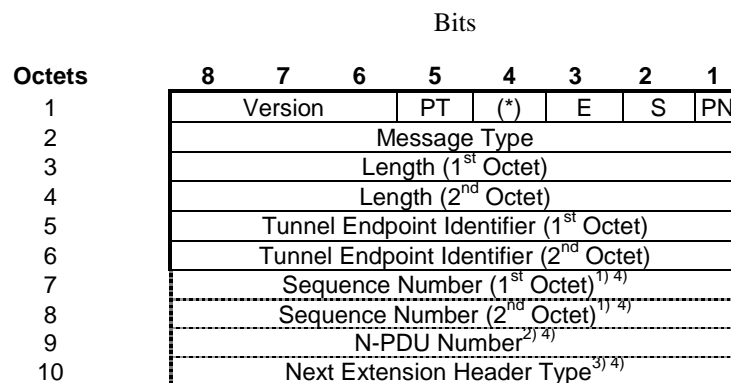 Bits
Octets 8 7 6 5 4 3 2 1
1 Version PT (*) E S PN
2 Message Type
3 Length (1st Octet)
4 Length (2nd Octet)
5 Tunnel Endpoint Identifier (1st Octet)
6 Tunnel Endpoint Identifier (2nd Octet)
7 Sequence Number (1st Octet)1) 4)
8 Sequence Number (2nd Octet)1) 4)
9 N-PDU Number2) 4)
10 Next Extension Header Type3) 4)